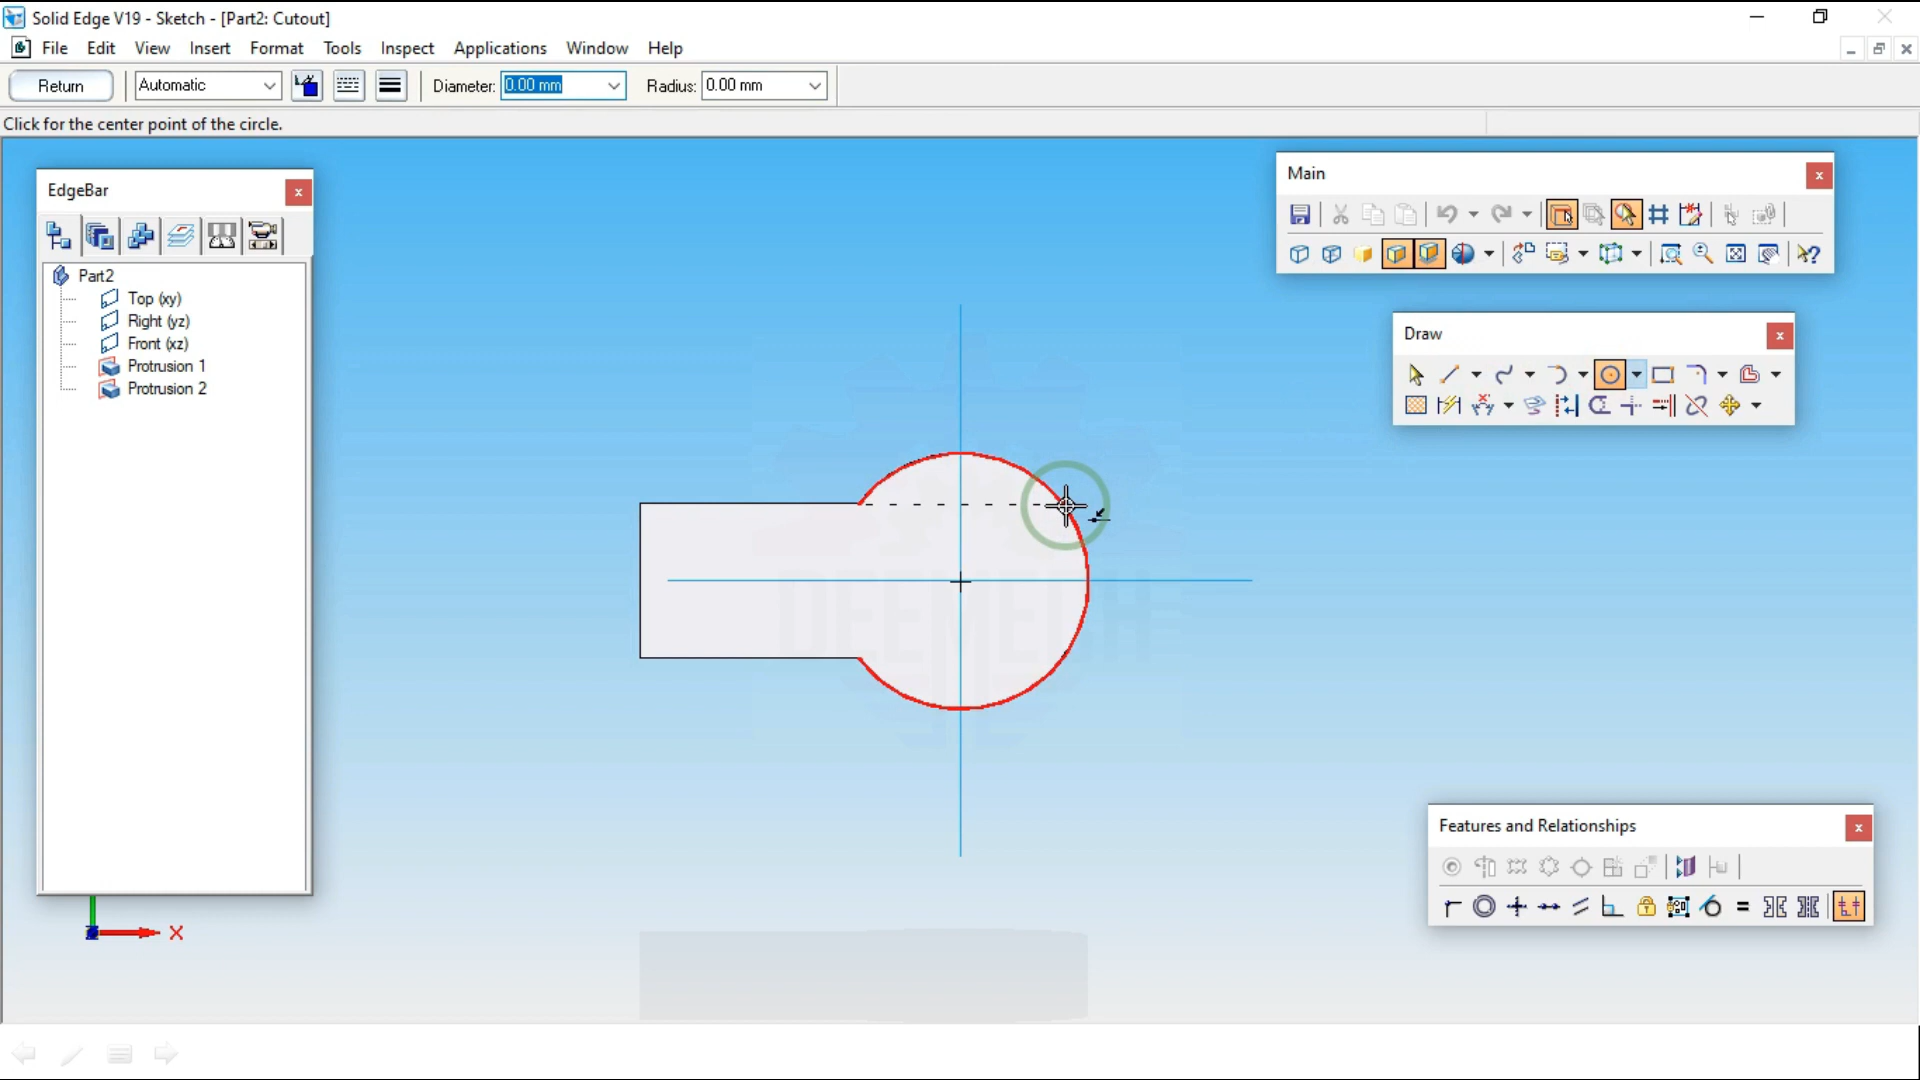 Solid Edge V19 - Sketch - [Part2: Cutout]
File Edit View Insert Format Tools Inspect Applications Window Help
Return Automatic Diameter: 0.00 mm Radius: 0.00 mm
Click for the center point of the circle.
EdgeBar
Part2
Top (xy)
Right (yz)
Front (xz)
Protrusion 1
Protrusion 2
Main
Draw
DEEMECH
Features and Relationships
X